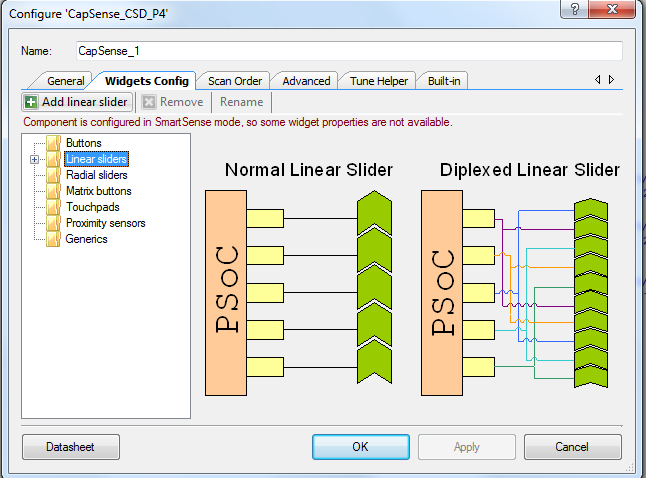 Configure 'CapSense_CSD_P4'
Name: CapSense_1
General Widgets Config Scan Order Advanced Tune Helper Built-in
Add linear slider Remove Rename
Component is configured in SmartSense mode, so some widget properties are not available.
Buttons
Linear sliders
Radial sliders
Matrix buttons
Touchpads
Proximity sensors
Generics
Normal Linear Slider
PSoC
Diplexed Linear Slider
PSoC
Datasheet OK Apply Cancel